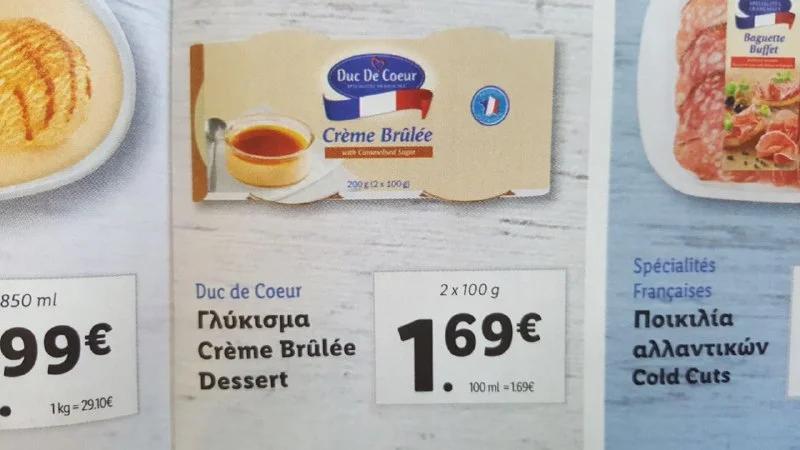 850 ml
99€
1 kg = 29.10€
Duc De Coeur
Crème Brûlée
with Caramelised Sugar
200 g (2 x 100 g)
Duc de Coeur
Γλύκισμα
Crème Brûlée
Dessert
2 x 100 g
1.69€
100 ml = 1.69€
Baguette
Buffet
Spécialités
Françaises
Ποικιλία
αλλαντικών
Cold Cuts